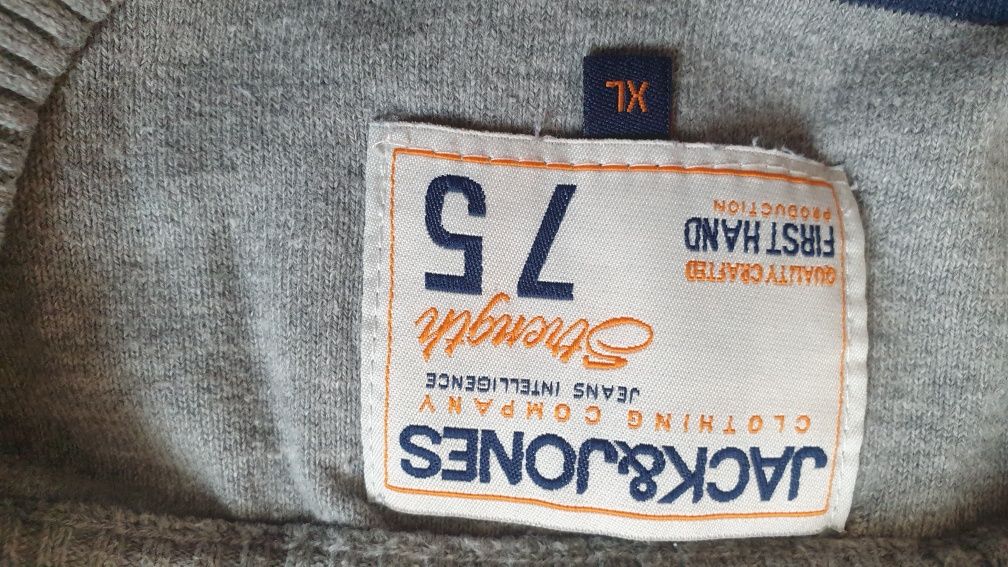 JACK&JONES
CLOTHING COMPANY
JEANS INTELLIGENCE
Strength
75
QUALITY CRAFTED
FIRST HAND
PRODUCTION
XL